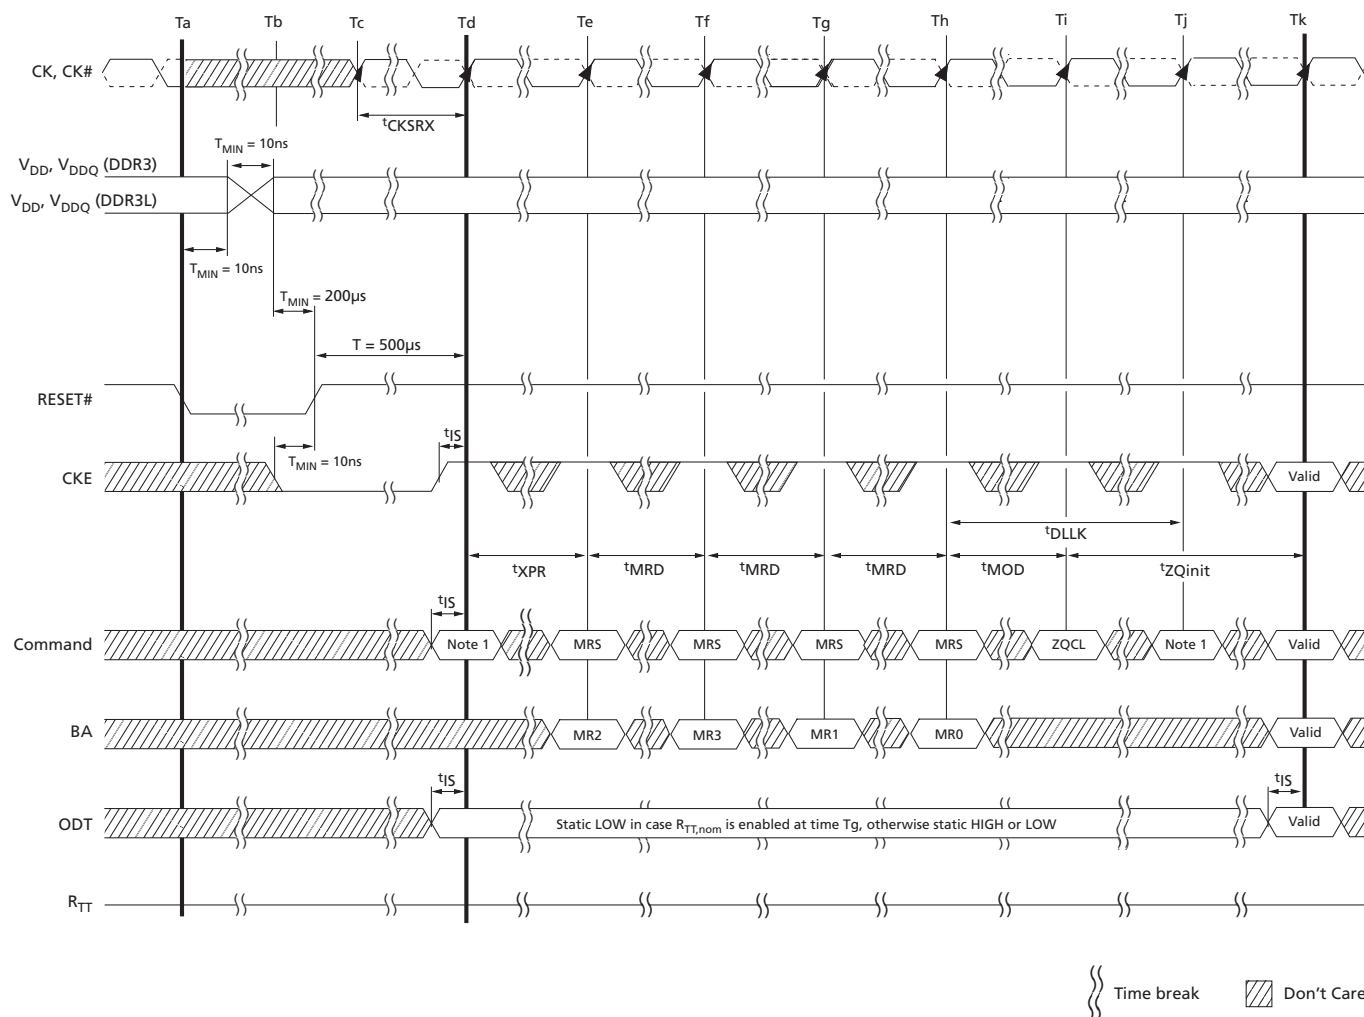 Ta Tb Tc Td Te Tf Tg Th Ti Tj Tk
CK, CK#
tCKSRX
TMIN = 10ns
VDD, VDDQ (DDR3)
VDD, VDDQ (DDR3L)
TMIN = 10ns
TMIN = 200µs
T = 500µs
RESET#
tIS
TMIN = 10ns
CKE
Valid
tDLLK
tXPR tMRD tMRD tMRD tMOD tZQinit
tIS
Command
Note 1 MRS MRS MRS MRS ZQCL Note 1 Valid
BA
MR2 MR3 MR1 MR0 Valid
tIS tIS
ODT
Static LOW in case RTT,nom is enabled at time Tg, otherwise static HIGH or LOW
Valid
RTT
Time break
Don't Care